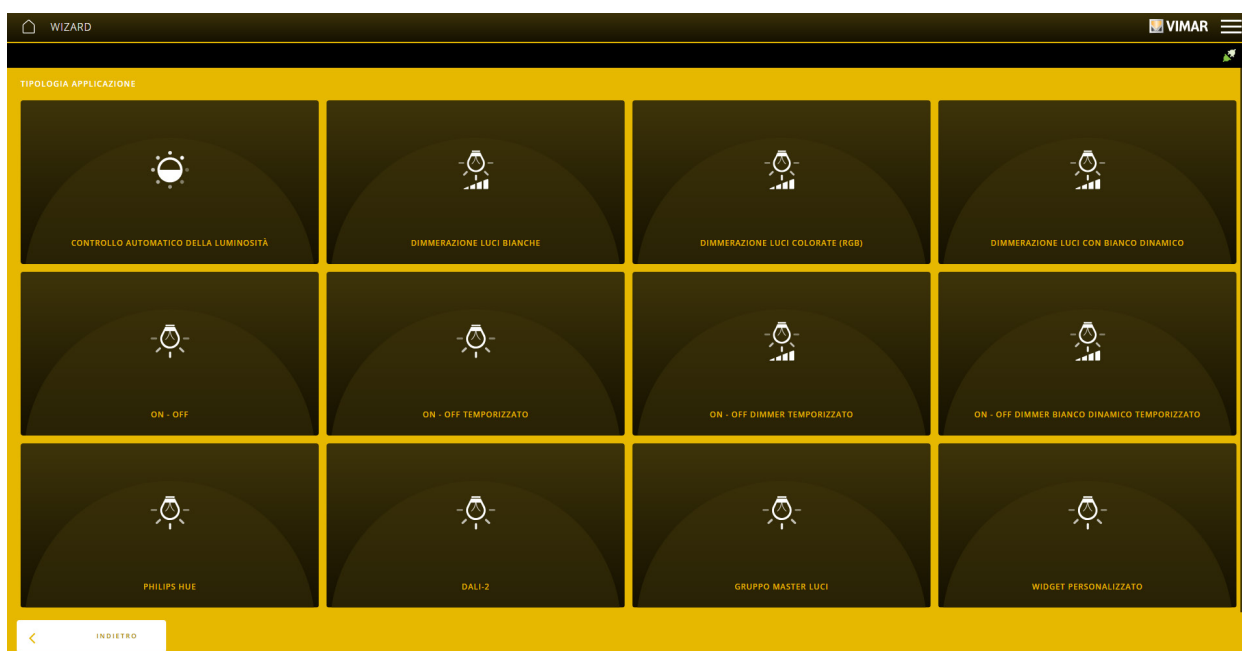 WIZARD
VIMAR
TIPOLOGIA APPLICAZIONE
CONTROLLO AUTOMATICO DELLA LUMINOSITÀ
DIMMERAZIONE LUCI BIANCHE
DIMMERAZIONE LUCI COLORATE (RGB)
DIMMERAZIONE LUCI CON BIANCO DINAMICO
ON - OFF
ON - OFF TEMPORIZZATO
ON - OFF DIMMER TEMPORIZZATO
ON - OFF DIMMER BIANCO DINAMICO TEMPORIZZATO
PHILIPS HUE
DALI-2
GRUPPO MASTER LUCI
WIDGET PERSONALIZZATO
INDIETRO